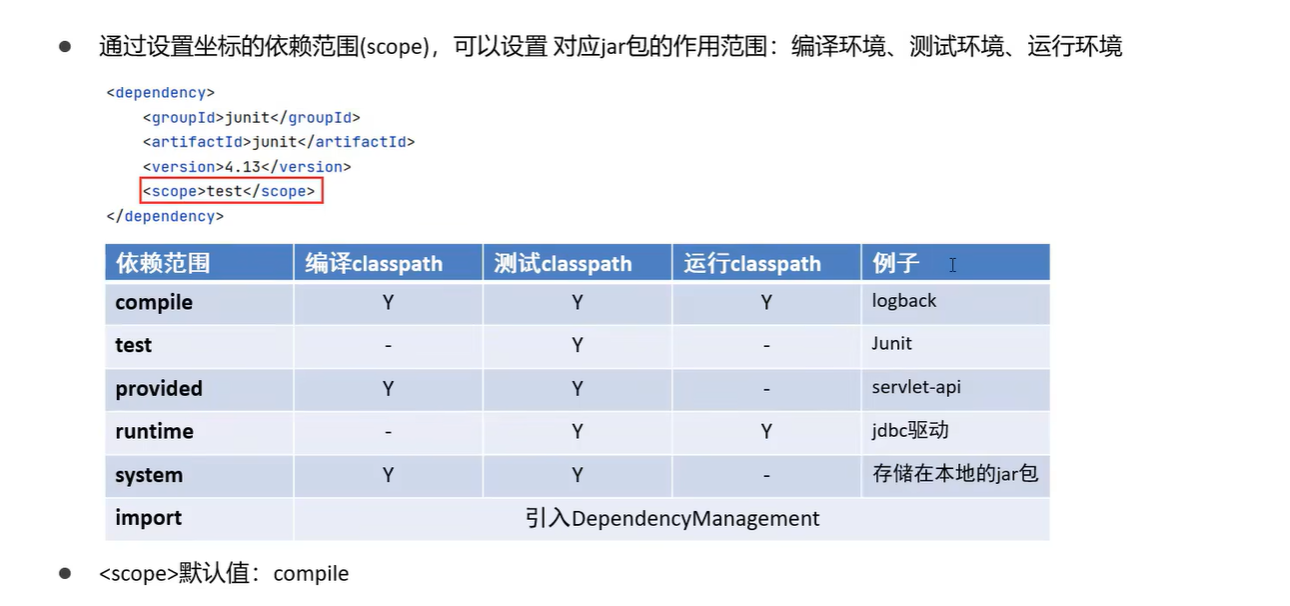 ● 通过设置坐标的依赖范围(scope)，可以设置 对应jar包的作用范围：编译环境、测试环境、运行环境
<dependency>
<groupId>junit</groupId>
<artifactId>junit</artifactId>
<version>4.13</version>
<scope>test</scope>
</dependency>
依赖范围 编译classpath 测试classpath 运行classpath 例子
compile Y Y Y logback
test - Y - Junit
provided Y Y - servlet-api
runtime - Y Y jdbc驱动
system Y Y - 存储在本地的jar包
import 引入DependencyManagement
● <scope>默认值：compile